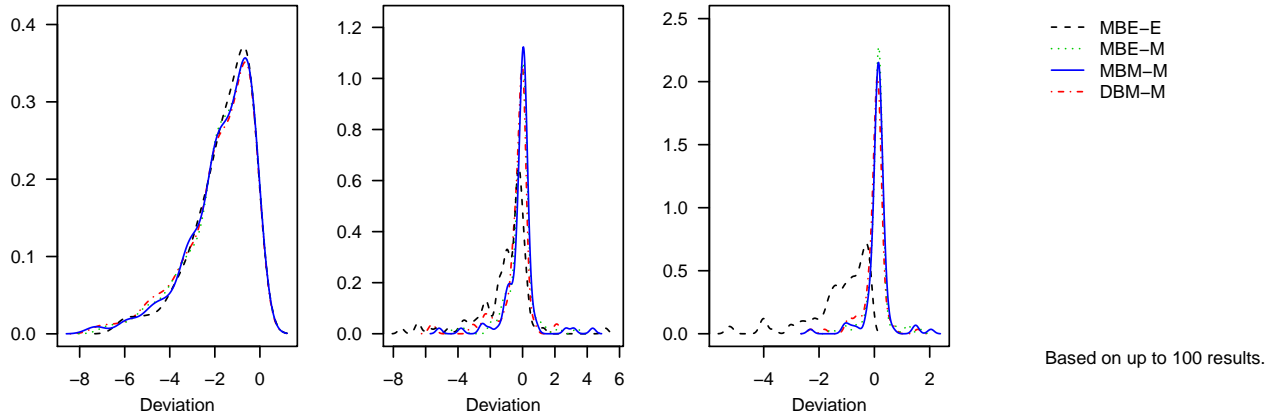 0.4
0.3
0.2
0.1
0.0
−8 −6 −4 −2 0
Deviation
1.2
1.0
0.8
0.6
0.4
0.2
0.0
−8 −4 0 2 4 6
Deviation
2.5
2.0
1.5
1.0
0.5
0.0
−4 −2 0 2
Deviation
MBE−E
MBE−M
MBM−M
DBM−M
Based on up to 100 results.